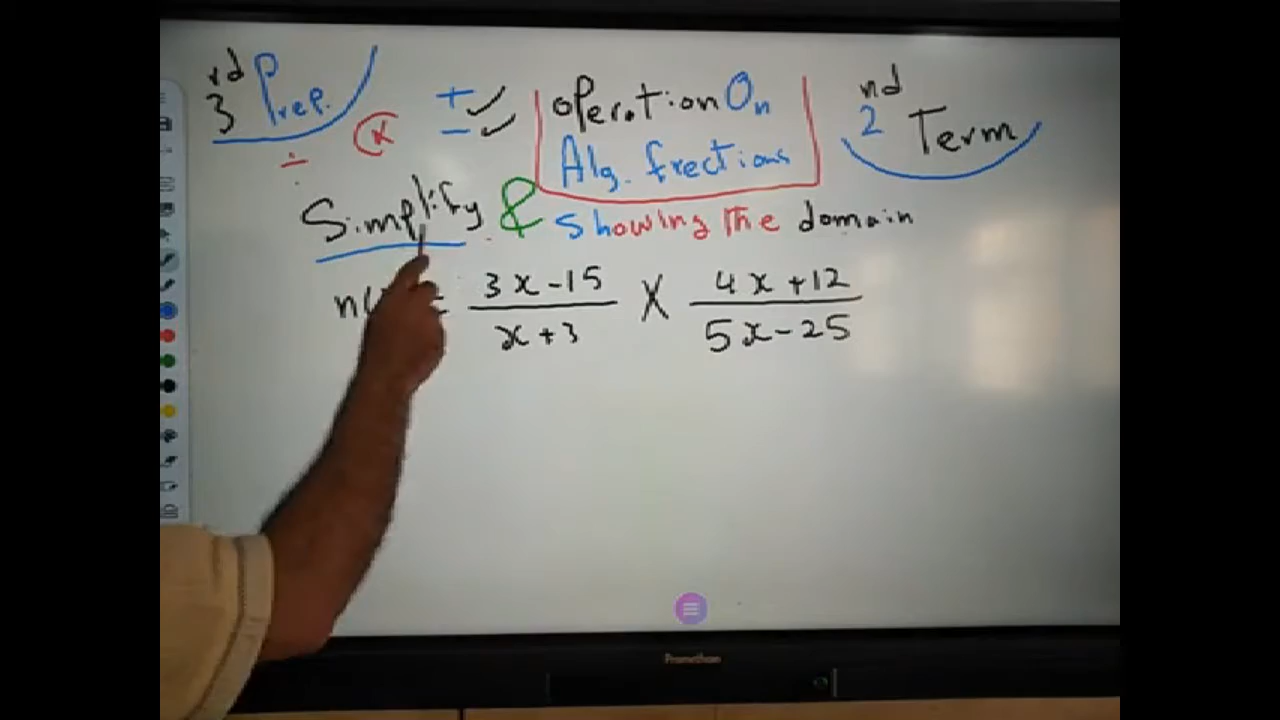 3rd Prep.
÷ × + ✓ - ✓
operation On
Alg. frections
2nd Term
Simplify & showing the domain
3x-15 / x+3 × 4x+12 / 5x-25
Promethean